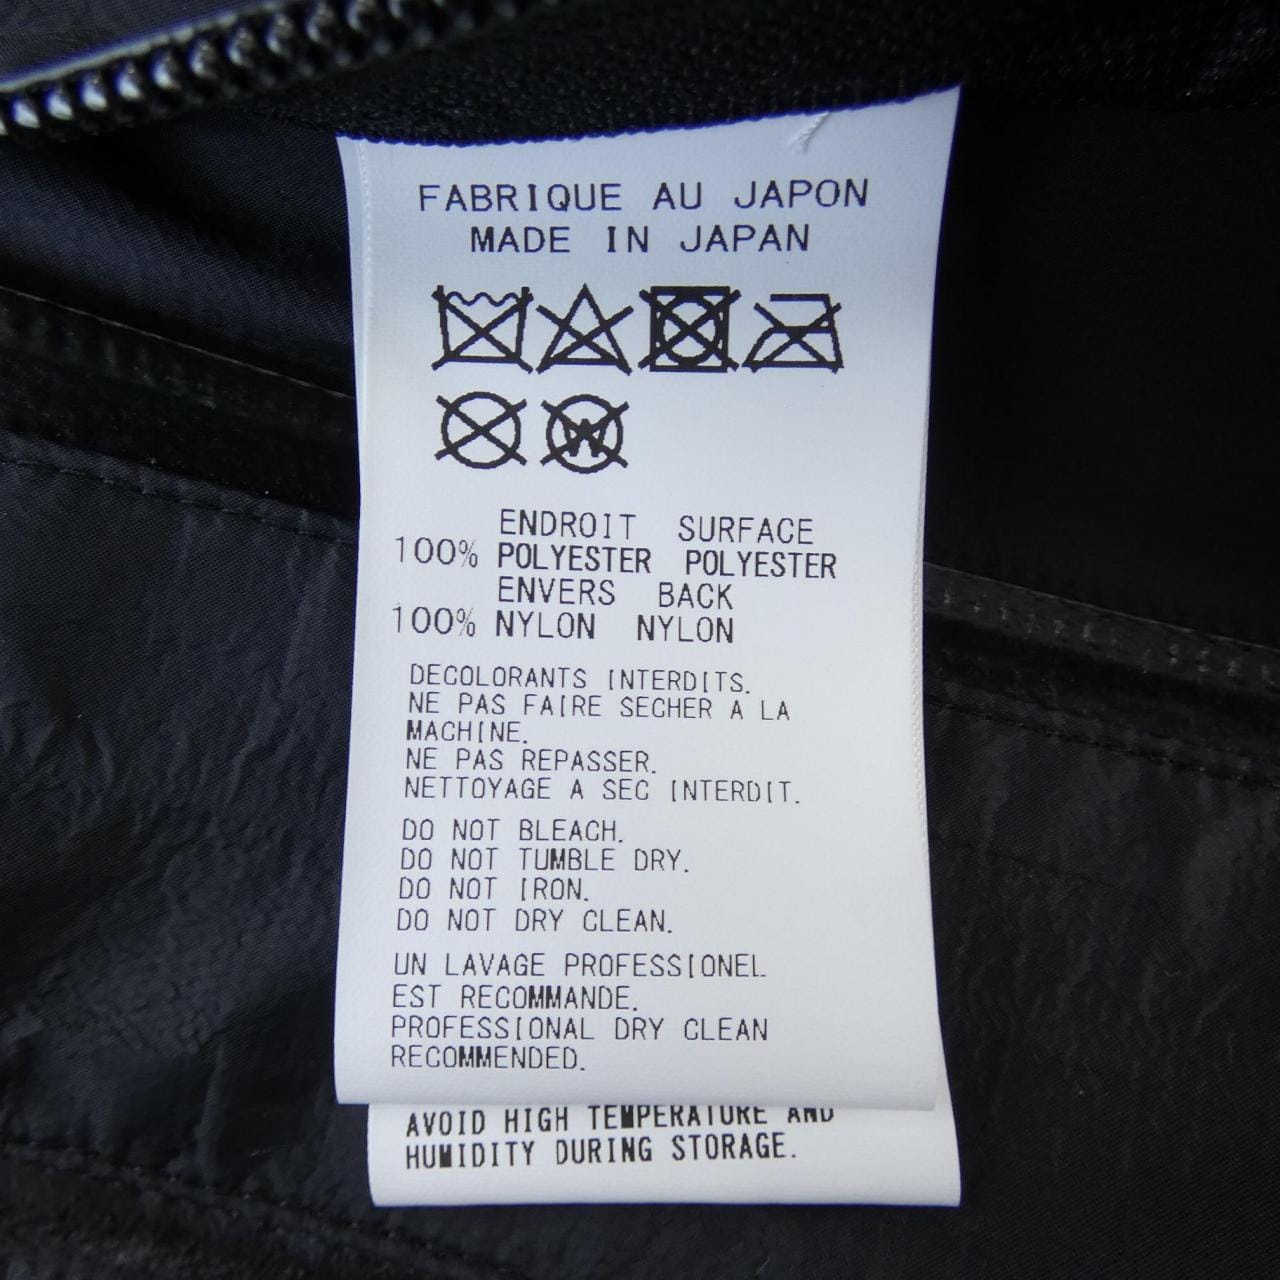 FABRIQUE AU JAPON
MADE IN JAPAN
W
ENDROIT SURFACE
100% POLYESTER POLYESTER
ENVERS BACK
100% NYLON NYLON
DECOLORANTS INTERDITS.
NE PAS FAIRE SECHER A LA
MACHINE.
NE PAS REPASSER.
NETTOYAGE A SEC INTERDIT.
DO NOT BLEACH.
DO NOT TUMBLE DRY.
DO NOT IRON.
DO NOT DRY CLEAN.
UN LAVAGE PROFESSIONEL
EST RECOMMANDE.
PROFESSIONAL DRY CLEAN
RECOMMENDED.
AVOID HIGH TEMPERATURE AND
HUMIDITY DURING STORAGE.